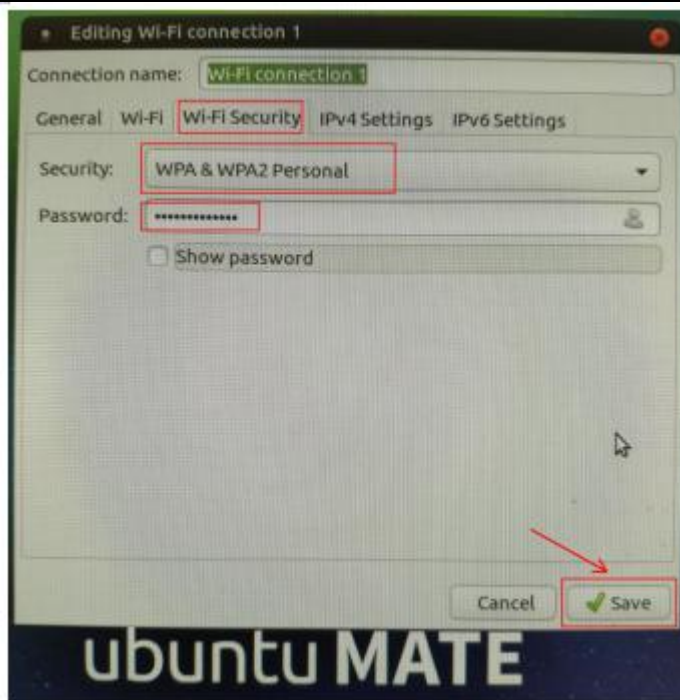 Editing Wi-Fi connection 1
Connection name: Wi-Fi connection 1
General Wi-Fi Wi-Fi Security IPv4 Settings IPv6 Settings
Security: WPA & WPA2 Personal
Password: •••••••••••••
Show password
Cancel Save
ubuntu MATE